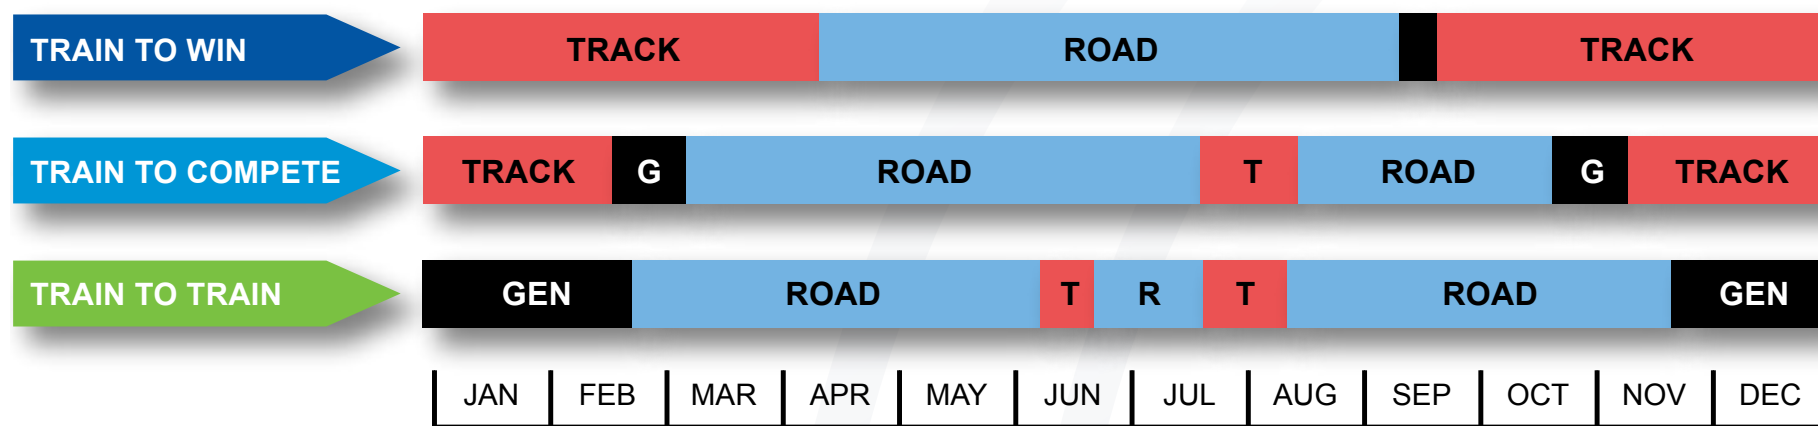 TRAIN TO WIN TRACK ROAD TRACK
TRAIN TO COMPETE TRACK G ROAD T ROAD G TRACK
TRAIN TO TRAIN GEN ROAD T R T ROAD GEN
JAN FEB MAR APR MAY JUN JUL AUG SEP OCT NOV DEC